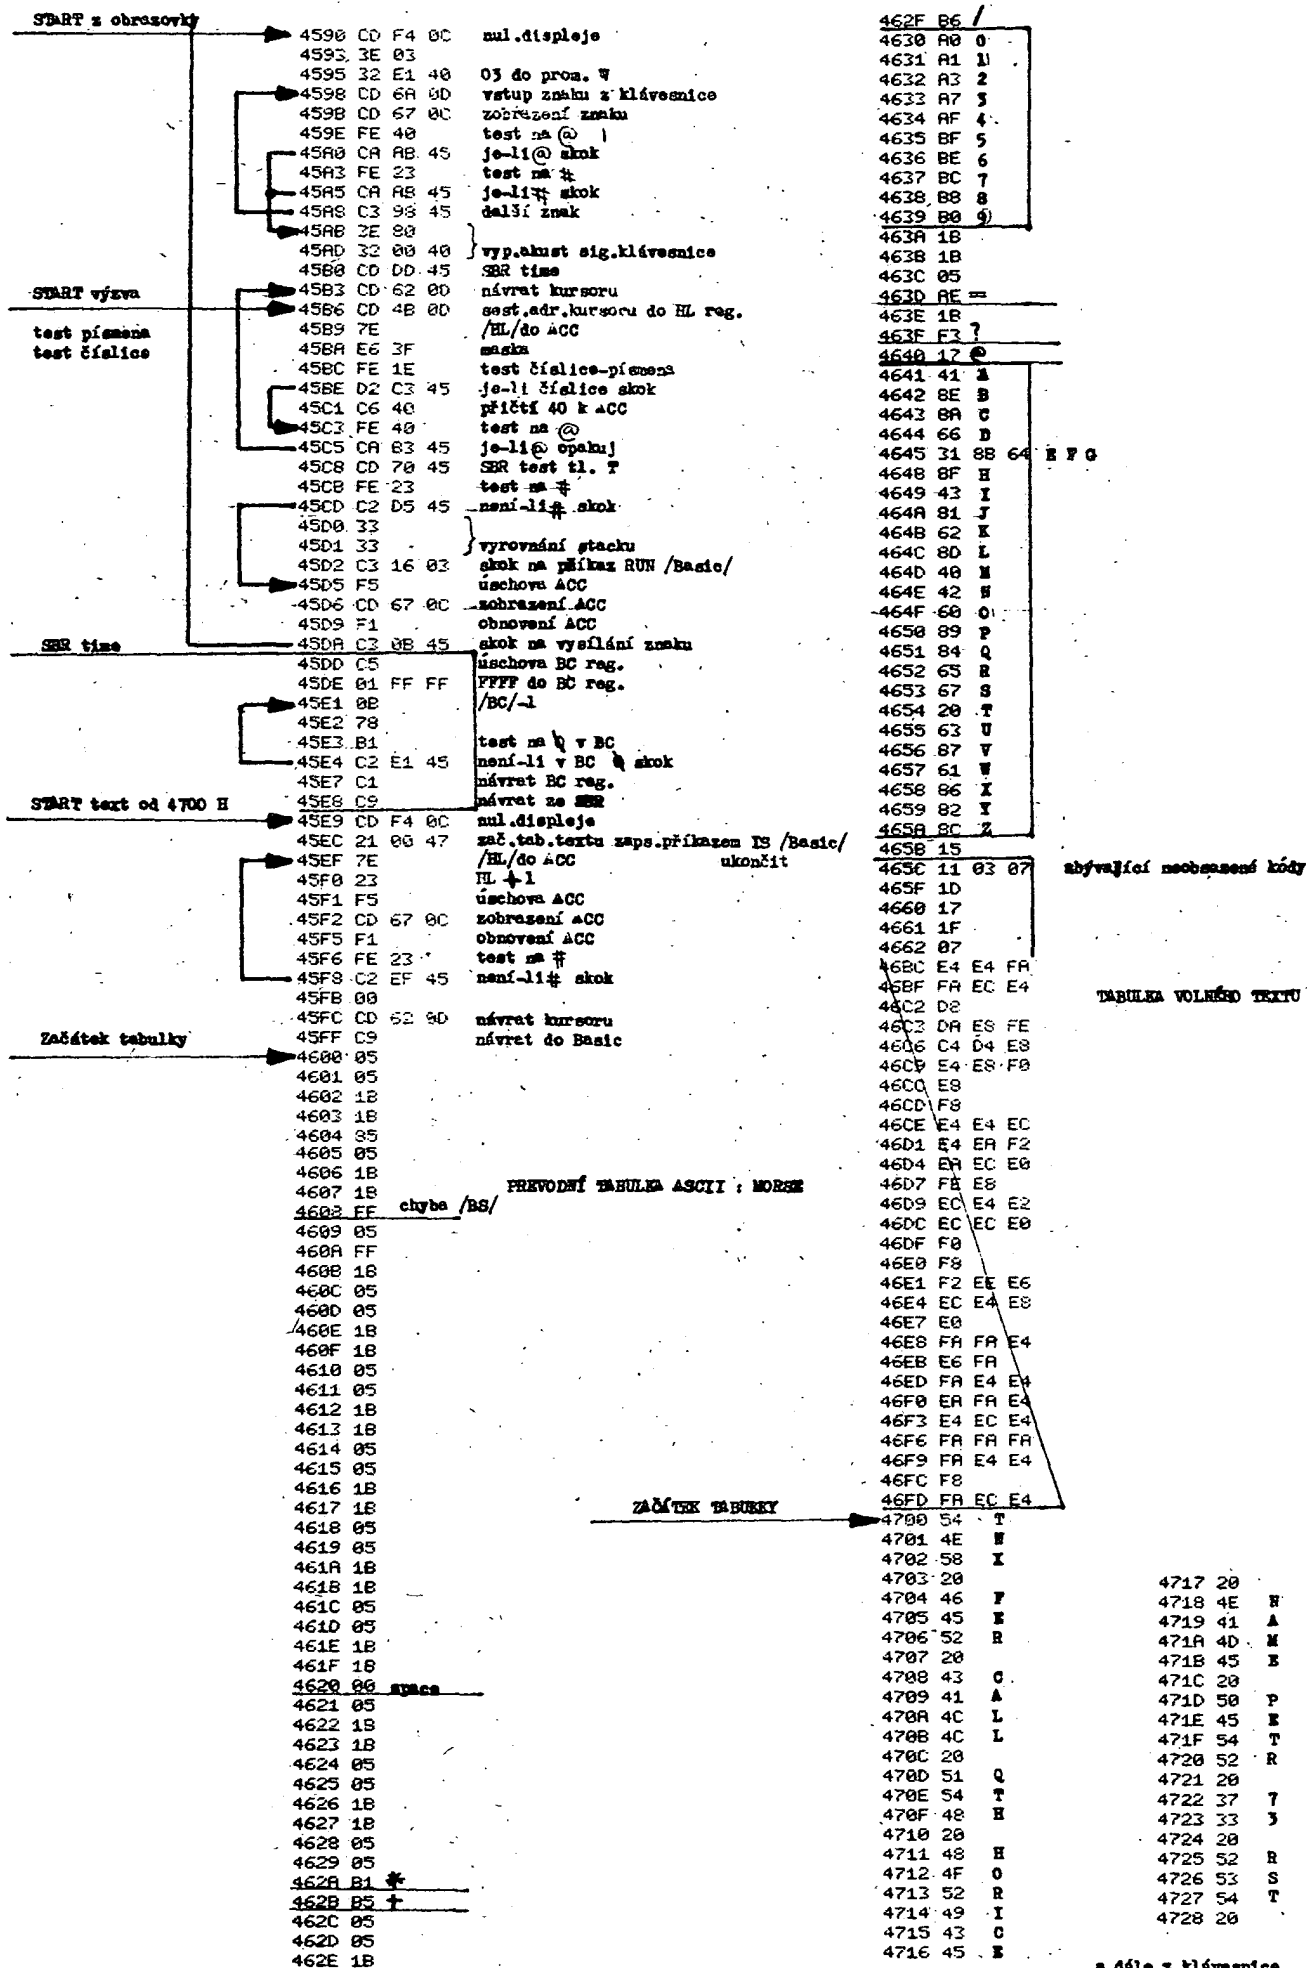 START z obrazovky
4590 CD F4 0C nul.displeje
4593 3E 03
4595 32 E1 40 03 do prom. W
4598 CD 6A 0D vstup znaku z klávesnice
459B CD 67 0C zobrazení znaku
459E FE 40 test na @
45A0 CA AB 45 je-li@ skok
45A3 FE 23 test na #
45A5 CA AB 45 je-li# skok
45A8 C3 98 45 další znak
45AB 3E 80
45AD 32 00 40 vyp.akust sig.klávesnice
45B0 CD DD 45 SBR time
45B3 CD 62 0D návrat kursoru
START výzva
45B6 CD 4B 0D sest.adr.kursoru do HL reg.
test písmena
45B9 7E /HL/do ACC
test číslice
45BA E6 3F maska
45BC FE 1E test číslice-písmena
45BE D2 C3 45 je-li číslice skok
45C1 C6 40 přičti 40 k ACC
45C3 FE 40 test na @
45C5 CA B3 45 je-li@ opakuj
45C8 CD 70 45 SBR test tl. T
45CB FE 23 test na #
45CD C2 D5 45 není-li# skok
45D0 33
45D1 33 vyrovnání stacku
45D2 C3 16 03 skok na příkaz RUN /Basic/
45D5 F5 úschova ACC
45D6 CD 67 0C zobrazení ACC
45D9 F1 obnovení ACC
45DA C3 0B 45 skok na vysílání znaku
SBR time
45DD C5 úschova BC reg.
45DE 01 FF FF FFFF do BC reg.
45E1 0B /BC/-1
45E2 78
45E3 B1 test na 0 v BC
45E4 C2 E1 45 není-li v BC 0 skok
45E7 C1 návrat BC reg.
45E8 C9 návrat ze SBR
START text od 4700 H
45E9 CD F4 0C nul.displeje
45EC 21 00 47 zač.tab.textu zaps.příkazem IS /Basic/
45EF 7E /HL/do ACC ukončit
45F0 23 HL +1
45F1 F5 úschova ACC
45F2 CD 67 0C zobrazení ACC
45F5 F1 obnovení ACC
45F6 FE 23 test na #
45F8 C2 EF 45 není-li# skok
45FB 00
45FC CD 62 0D návrat kursoru
45FF C9 návrat do Basic
Začátek tabulky
4600 05
4601 05
4602 1B
4603 1B
4604 85
4605 05
4606 1B
4607 1B
PREVODNÍ TABULKA ASCII : MORSE
4608 FF chyba /BS/
4609 05
460A FF
460B 1B
460C 05
460D 05
460E 1B
460F 1B
4610 05
4611 05
4612 1B
4613 1B
4614 05
4615 05
4616 1B
4617 1B
4618 05
4619 05
461A 1B
461B 1B
461C 05
461D 05
461E 1B
461F 1B
4620 00 space
4621 05
4622 1B
4623 1B
4624 05
4625 05
4626 1B
4627 1B
4628 05
4629 05
462A B1 *
462B B5 +
462C 05
462D 05
462E 1B
462F B6 /
4630 A0 0
4631 A1 1
4632 A3 2
4633 A7 3
4634 AF 4
4635 BF 5
4636 BE 6
4637 BC 7
4638 B8 8
4639 B0 9
463A 1B
463B 1B
463C 05
463D AE =
463E 1B
463F F3 ?
4640 17 @
4641 41 A
4642 8E B
4643 8A C
4644 66 D
4645 31 8B 64 E F G
4648 8F H
4649 43 I
464A 81 J
464B 62 K
464C 8D L
464D 40 M
464E 42 N
464F 60 O
4650 89 P
4651 84 Q
4652 65 R
4653 67 S
4654 20 T
4655 63 U
4656 87 V
4657 61 W
4658 86 X
4659 82 Y
465A 8C Z
465B 15
465C 11 03 07 zbývající neobsazené kódy
465F 1D
4660 17
4661 1F
4662 07
46BC E4 E4 FA
46BF FA EC E4
TABULKA VOLNÉHO TEXTU
46C2 D2
46C3 DA E8 FE
46C6 C4 D4 E8
46C9 E4 E8 F0
46CC E8
46CD F8
46CE E4 E4 EC
46D1 E4 EA F2
46D4 EA EC E0
46D7 FE E8
46D9 EC E4 E2
46DC EC EC E0
46DF F0
46E0 F8
46E1 F2 EE E6
46E4 EC E4 E8
46E7 E0
46E8 FA FA E4
46EB E6 FA
46ED FA E4 E4
46F0 EA FA E4
46F3 E4 EC E4
46F6 FA FA FA
46F9 FA E4 E4
46FC F8
46FD FA EC E4
ZAČÁTEK TABULKY
4700 54 T
4701 4E N
4702 58 X
4703 20
4704 46 F
4705 45 E
4706 52 R
4707 20
4708 43 C
4709 41 A
470A 4C L
470B 4C L
470C 20
470D 51 Q
470E 54 T
470F 48 H
4710 20
4711 48 H
4712 4F O
4713 52 R
4714 49 I
4715 43 C
4716 45 E
4717 20
4718 4E N
4719 41 A
471A 4D M
471B 45 E
471C 20
471D 50 P
471E 45 E
471F 54 T
4720 52 R
4721 20
4722 37 7
4723 33 3
4724 20
4725 52 R
4726 53 S
4727 54 T
4728 20
a dále z klávesnice